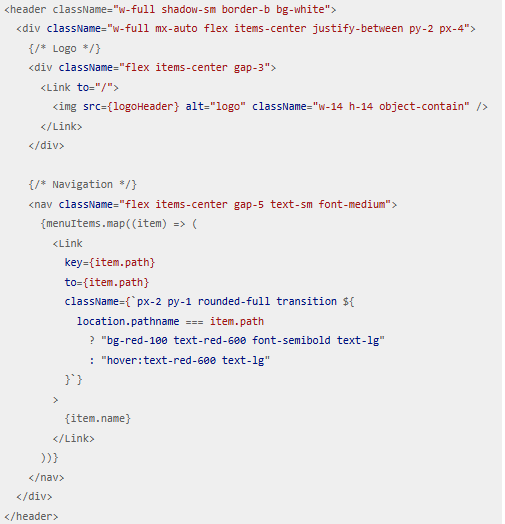 <header className="w-full shadow-sm border-b bg-white">
  <div className="w-full mx-auto flex items-center justify-between py-2 px-4">
    {/* Logo */}
    <div className="flex items-center gap-3">
      <Link to="/">
        <img src={logoHeader} alt="logo" className="w-14 h-14 object-contain" />
      </Link>
    </div>

    {/* Navigation */}
    <nav className="flex items-center gap-5 text-sm font-medium">
      {menuItems.map((item) => (
        <Link
          key={item.path}
          to={item.path}
          className={`px-2 py-1 rounded-full transition ${
            location.pathname === item.path
              ? "bg-red-100 text-red-600 font-semibold text-lg"
              : "hover:text-red-600 text-lg"
          }`}
        >
          {item.name}
        </Link>
      ))}
    </nav>
  </div>
</header>